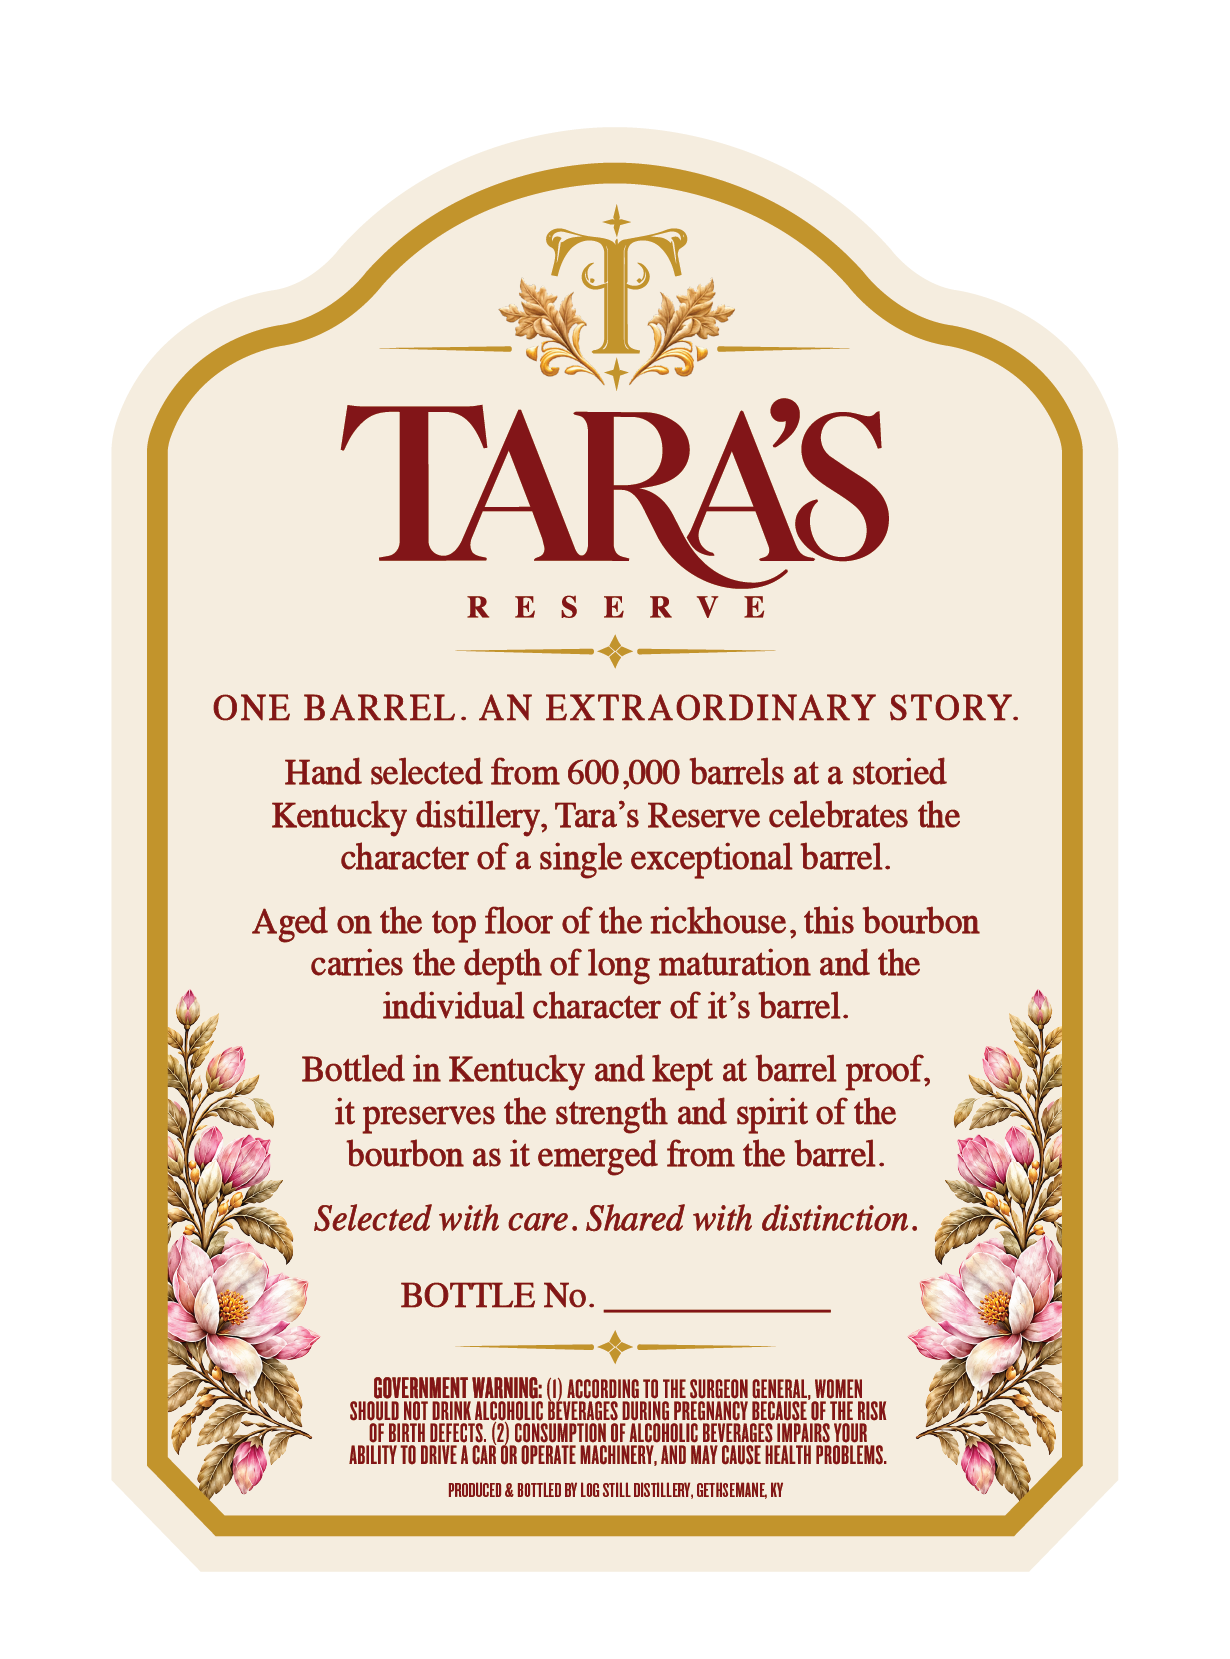 T
TARA'S
RESERVE
ONE BARREL. AN EXTRAORDINARY STORY.
Hand selected from 600,000 barrels at a storied
Kentucky distillery, Tara's Reserve celebrates the
character of a single exceptional barrel.
Aged on the top floor of the rickhouse, this bourbon
carries the depth of long maturation and the
individual character of it's barrel.
Bottled in Kentucky and kept at barrel proof,
it preserves the strength and spirit of the
bourbon as it emerged from the barrel.
Selected with care. Shared with distinction.
BOTTLE No. ____________
GOVERNMENT WARNING: (1) ACCORDING TO THE SURGEON GENERAL, WOMEN
SHOULD NOT DRINK ALCOHOLIC BEVERAGES DURING PREGNANCY BECAUSE OF THE RISK
OF BIRTH DEFECTS. (2) CONSUMPTION OF ALCOHOLIC BEVERAGES IMPAIRS YOUR
ABILITY TO DRIVE A CAR OR OPERATE MACHINERY, AND MAY CAUSE HEALTH PROBLEMS.
PRODUCED & BOTTLED BY LOG STILL DISTILLERY, GETHSEMANE, KY